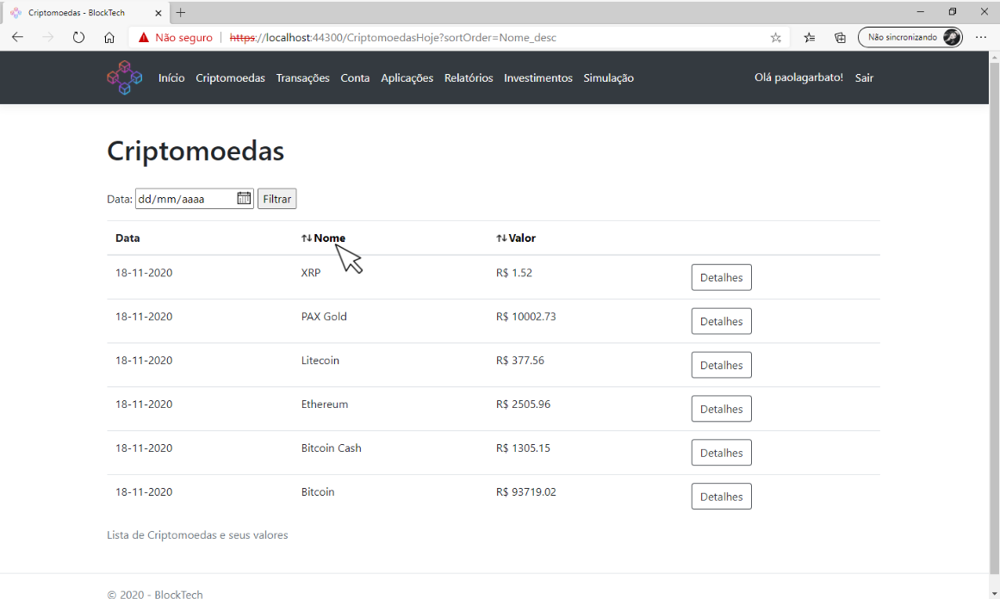 Criptomoedas - BlockTech
Não seguro https://localhost:44300/CriptomoedasHoje?sortOrder=Nome_desc Não sincronizando
Início Criptomoedas Transações Conta Aplicações Relatórios Investimentos Simulação Olá paolagarbato! Sair
Criptomoedas
Data: dd/mm/aaaa Filtrar
Data ↑↓Nome ↑↓Valor
18-11-2020 XRP R$ 1.52 Detalhes
18-11-2020 PAX Gold R$ 10002.73 Detalhes
18-11-2020 Litecoin R$ 377.56 Detalhes
18-11-2020 Ethereum R$ 2505.96 Detalhes
18-11-2020 Bitcoin Cash R$ 1305.15 Detalhes
18-11-2020 Bitcoin R$ 93719.02 Detalhes
Lista de Criptomoedas e seus valores
© 2020 - BlockTech